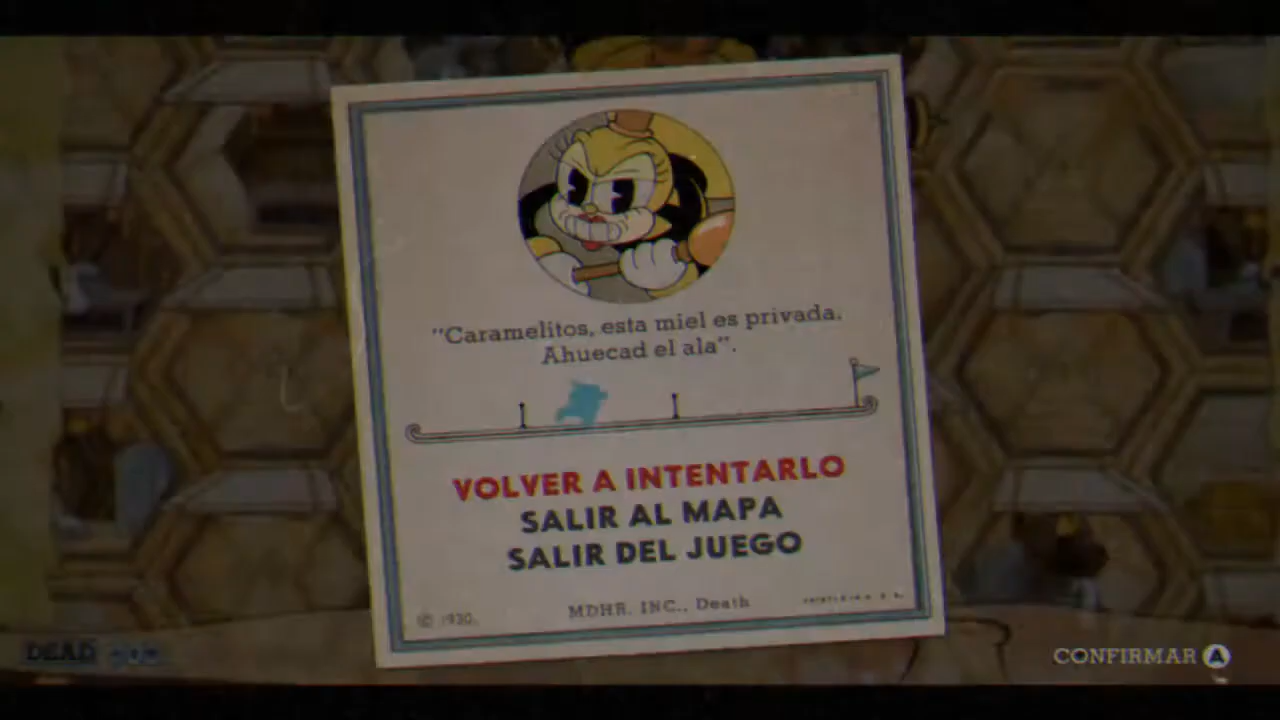 "Caramelitos, esta miel es privada.
Ahuecad el ala".
VOLVER A INTENTARLO
SALIR AL MAPA
SALIR DEL JUEGO
© 1930. MDHR. INC., Death
DEAD
CONFIRMAR A